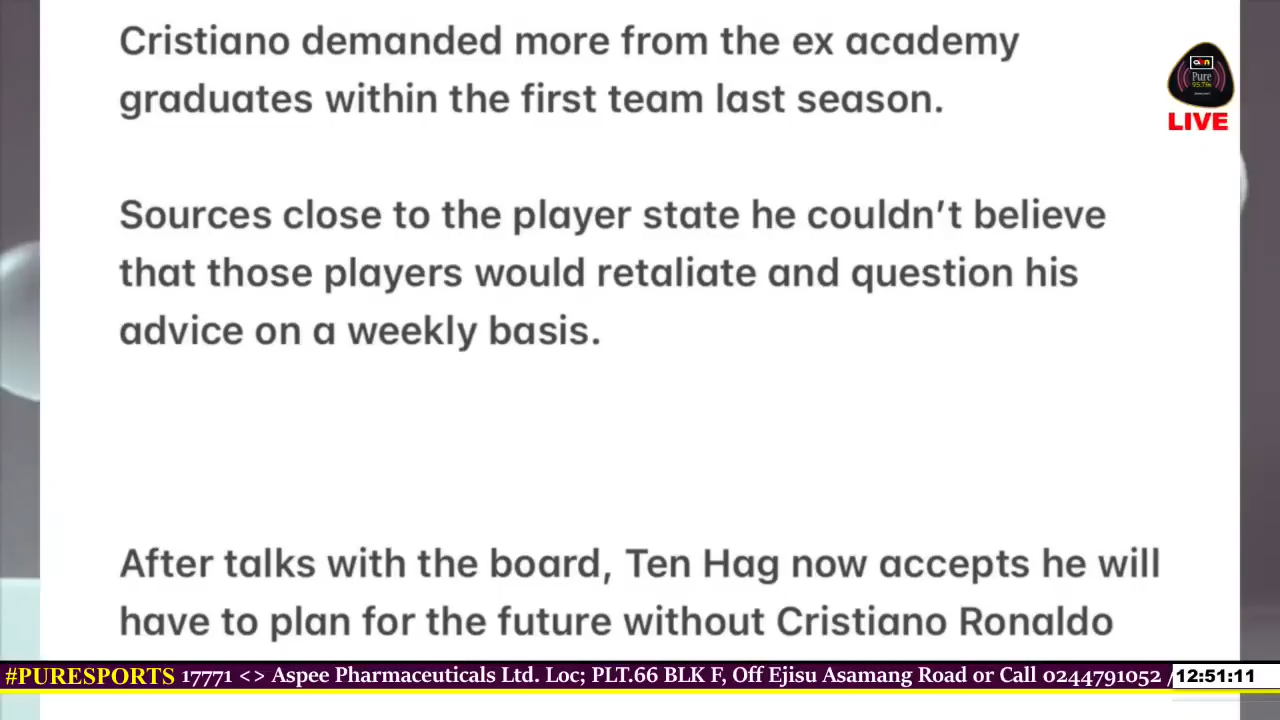 Cristiano demanded more from the ex academy
graduates within the first team last season.
Pure
95.7fm
LIVE
Sources close to the player state he couldn't believe
that those players would retaliate and question his
advice on a weekly basis.
After talks with the board, Ten Hag now accepts he will
have to plan for the future without Cristiano Ronaldo
#PURESPORTS 17771 <> Aspee Pharmaceuticals Ltd. Loc; PLT.66 BLK F, Off Ejisu Asamang Road or Call 0244791052 / 12:51:11